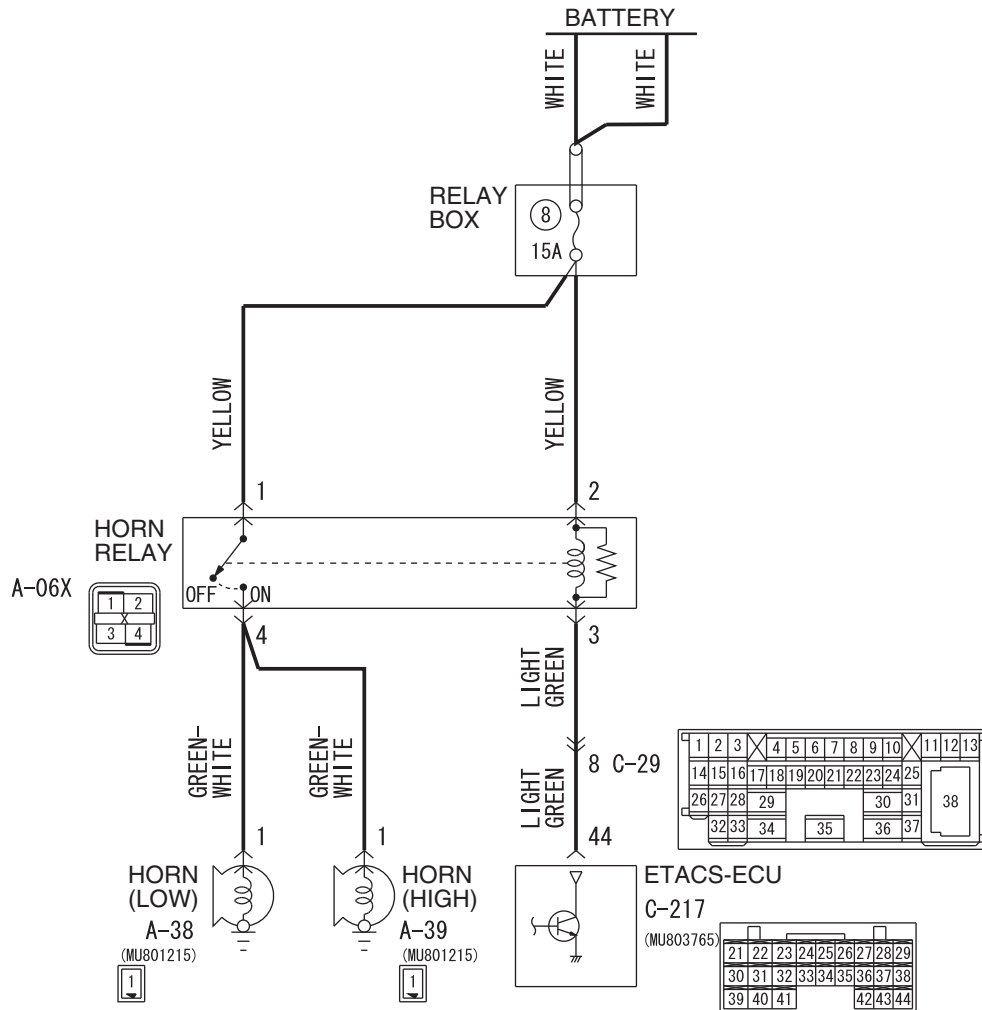 BATTERY
WHITE
WHITE
RELAY
BOX
8
15A
YELLOW
YELLOW
1
2
HORN
RELAY
OFF
ON
A-06X
1 2
X
3 4
4
3
LIGHT
GREEN
GREEN-
WHITE
GREEN-
WHITE
8 C-29
LIGHT
GREEN
1 2 3 4 5 6 7 8 9 10 11 12 13
14 15 16 17 18 19 20 21 22 23 24 25
26 27 28 29 30 31 38
32 33 34 35 36 37
1
1
44
HORN
(LOW)
A-38
(MU801215)
1
HORN
(HIGH)
A-39
(MU801215)
1
ETACS-ECU
C-217
(MU803765)
21 22 23 24 25 26 27 28 29
30 31 32 33 34 35 36 37 38
39 40 41 42 43 44